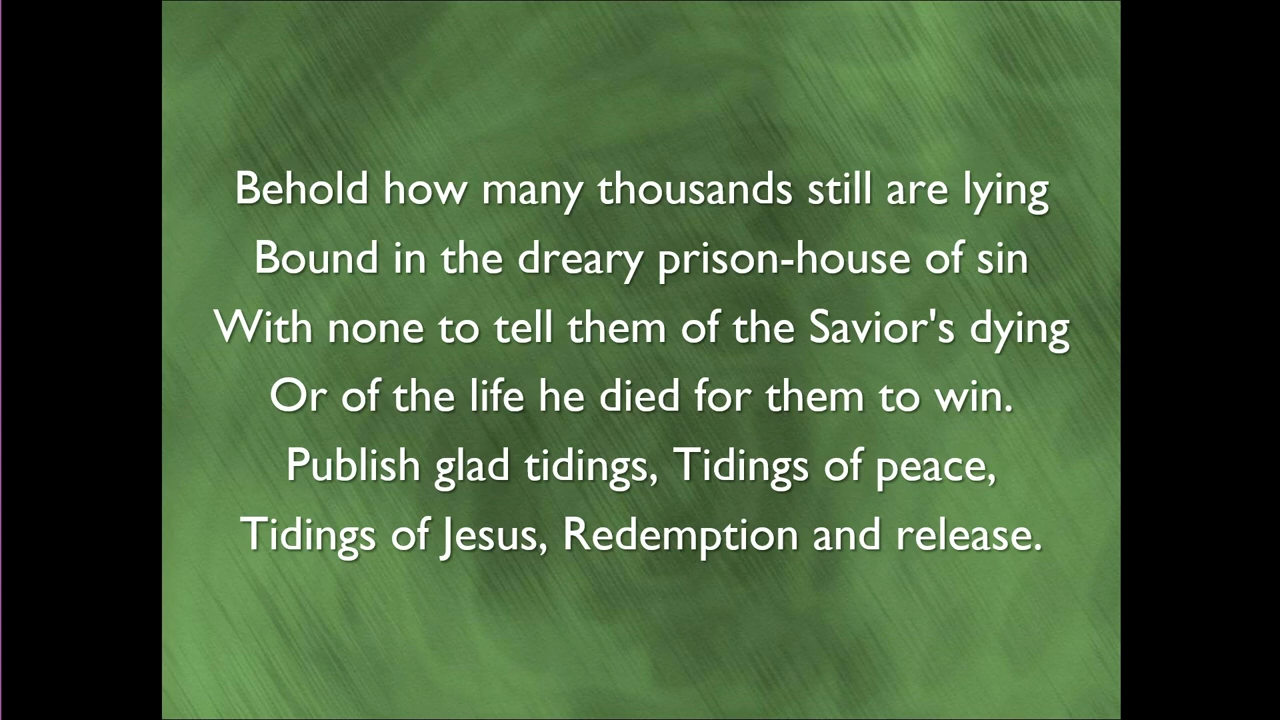 Behold how many thousands still are lying
Bound in the dreary prison-house of sin
With none to tell them of the Savior's dying
Or of the life he died for them to win.
Publish glad tidings, Tidings of peace,
Tidings of Jesus, Redemption and release.